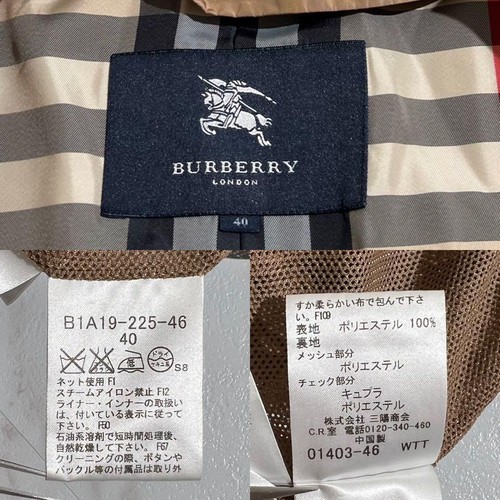 BURBERRY
LONDON
40
B1A19-225-46
40
ドライ
S8
ネット使用 F1
スチームアイロン禁止 F12
ライナー・インナーの取扱い
は、付いている表示に従って
下さい。F60
石油系溶剤で短時間処理後、
自然乾燥して下さい。F57
クリーニングの際、ボタンや
バックル等の付属品は取り外
すか柔らかい布で包んで下さ
い。F109
表地 ポリエステル 100%
裏地
メッシュ部分
ポリエステル
チェック部分
キュプラ
ポリエステル
株式会社 三陽商会
C.R.室 電話0120-340-460
中国製
01403-46 WTT